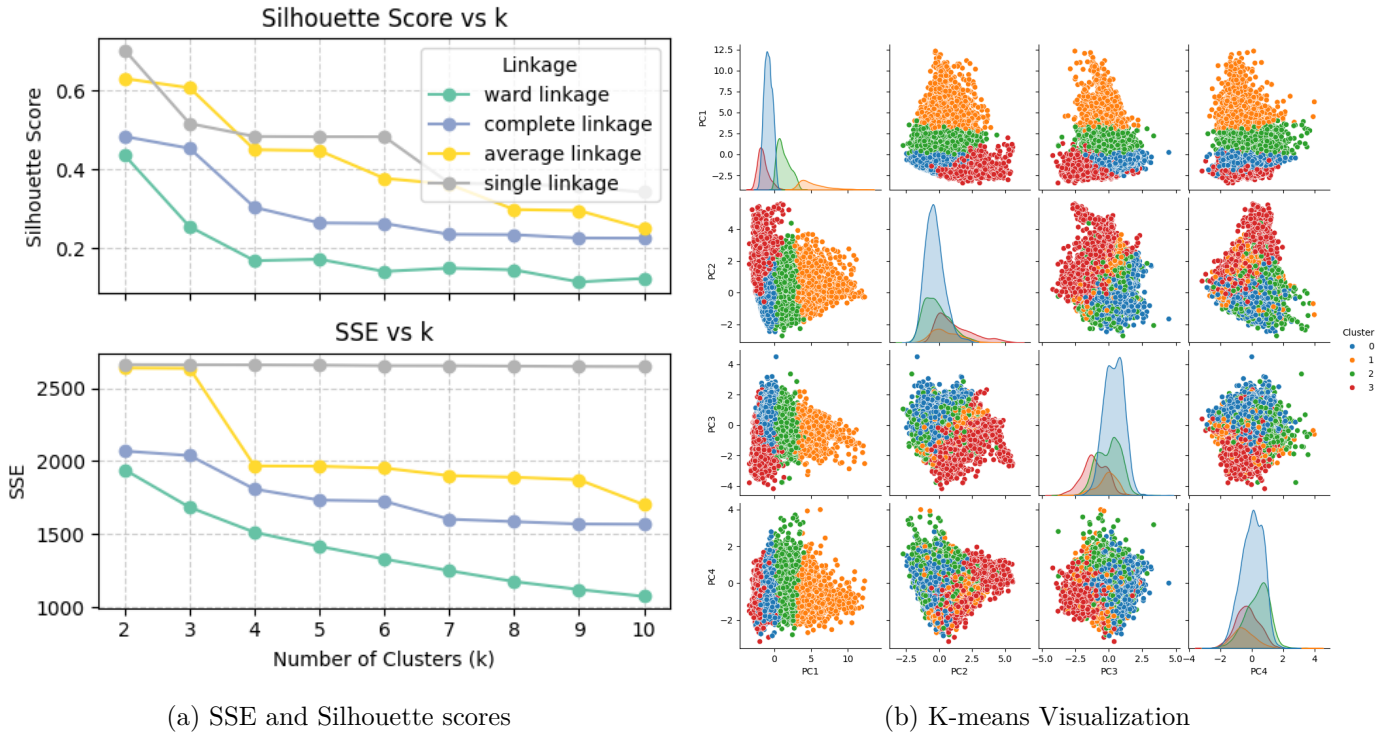 Silhouette Score vs k
Silhouette Score
0.6
0.4
0.2
Linkage
ward linkage
complete linkage
average linkage
single linkage
SSE vs k
SSE
2500
2000
1500
1000
2 3 4 5 6 7 8 9 10
Number of Clusters (k)
(a) SSE and Silhouette scores
PC1
12.5
10.0
7.5
5.0
2.5
0.0
−2.5
PC2
4
2
0
−2
PC3
4
2
0
−2
−4
PC4
4
2
0
−2
0 5 10
PC1
−2.5 0.0 2.5 5.0
PC2
−5.0 −2.5 0.0 2.5 5.0
PC3
−4 −2 0 2 4
PC4
Cluster
0
1
2
3
(b) K-means Visualization